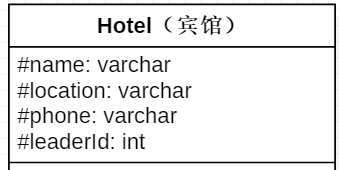 Hotel（宾馆）
#name: varchar
#location: varchar
#phone: varchar
#leaderId: int